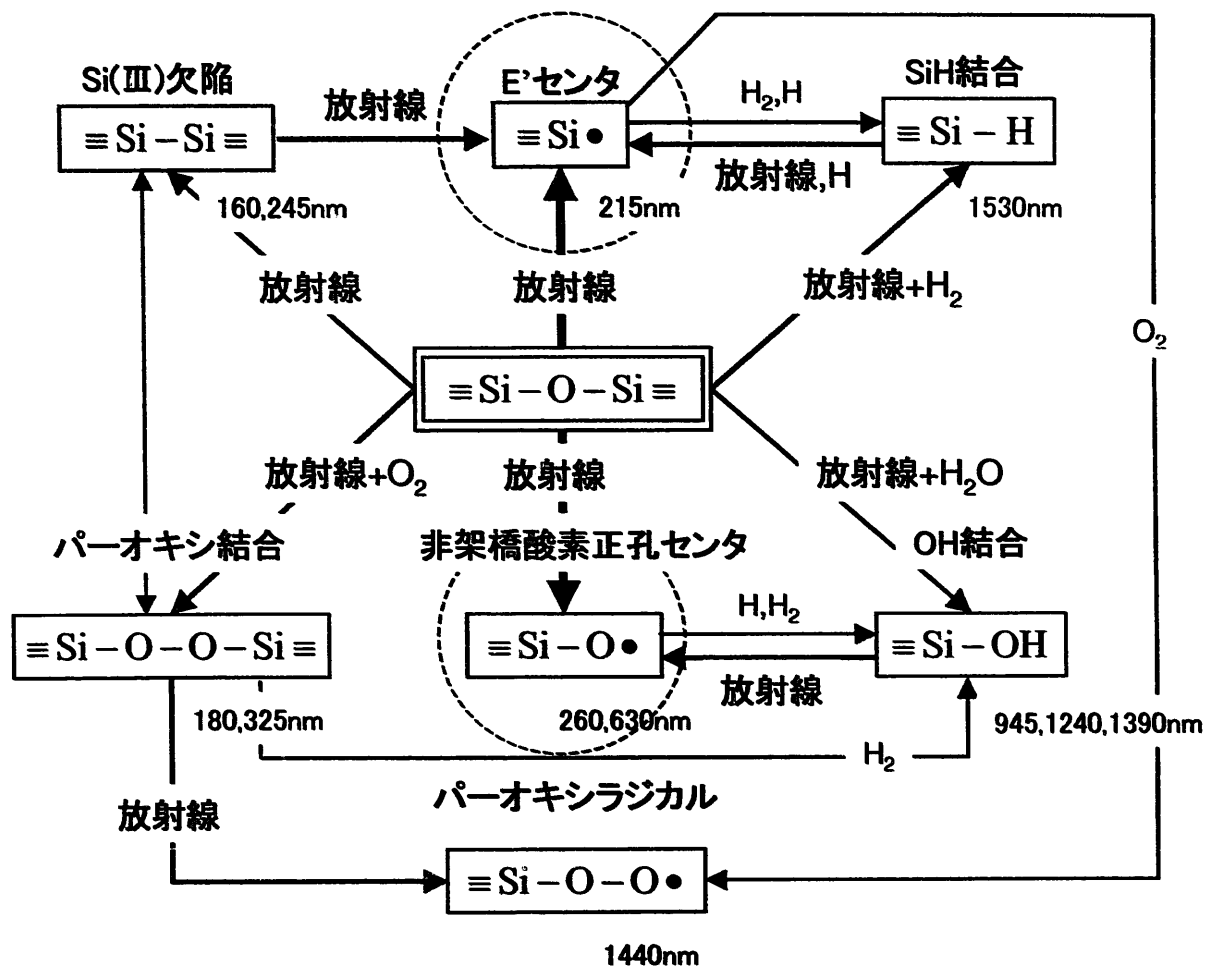 Si(Ⅲ)欠陥
E'センタ
SiH結合
≡Si−Si≡
放射線
≡Si●
H₂,H
放射線,H
≡Si−H
160,245nm
215nm
1530nm
放射線
放射線
放射線+H₂
O₂
≡Si−O−Si≡
放射線+O₂
放射線
放射線+H₂O
パーオキシ結合
非架橋酸素正孔センタ
OH結合
≡Si−O−O−Si≡
≡Si−O●
H,H₂
放射線
≡Si−OH
180,325nm
260,630nm
945,1240,1390nm
H₂
放射線
パーオキシラジカル
≡Si−O−O●
1440nm